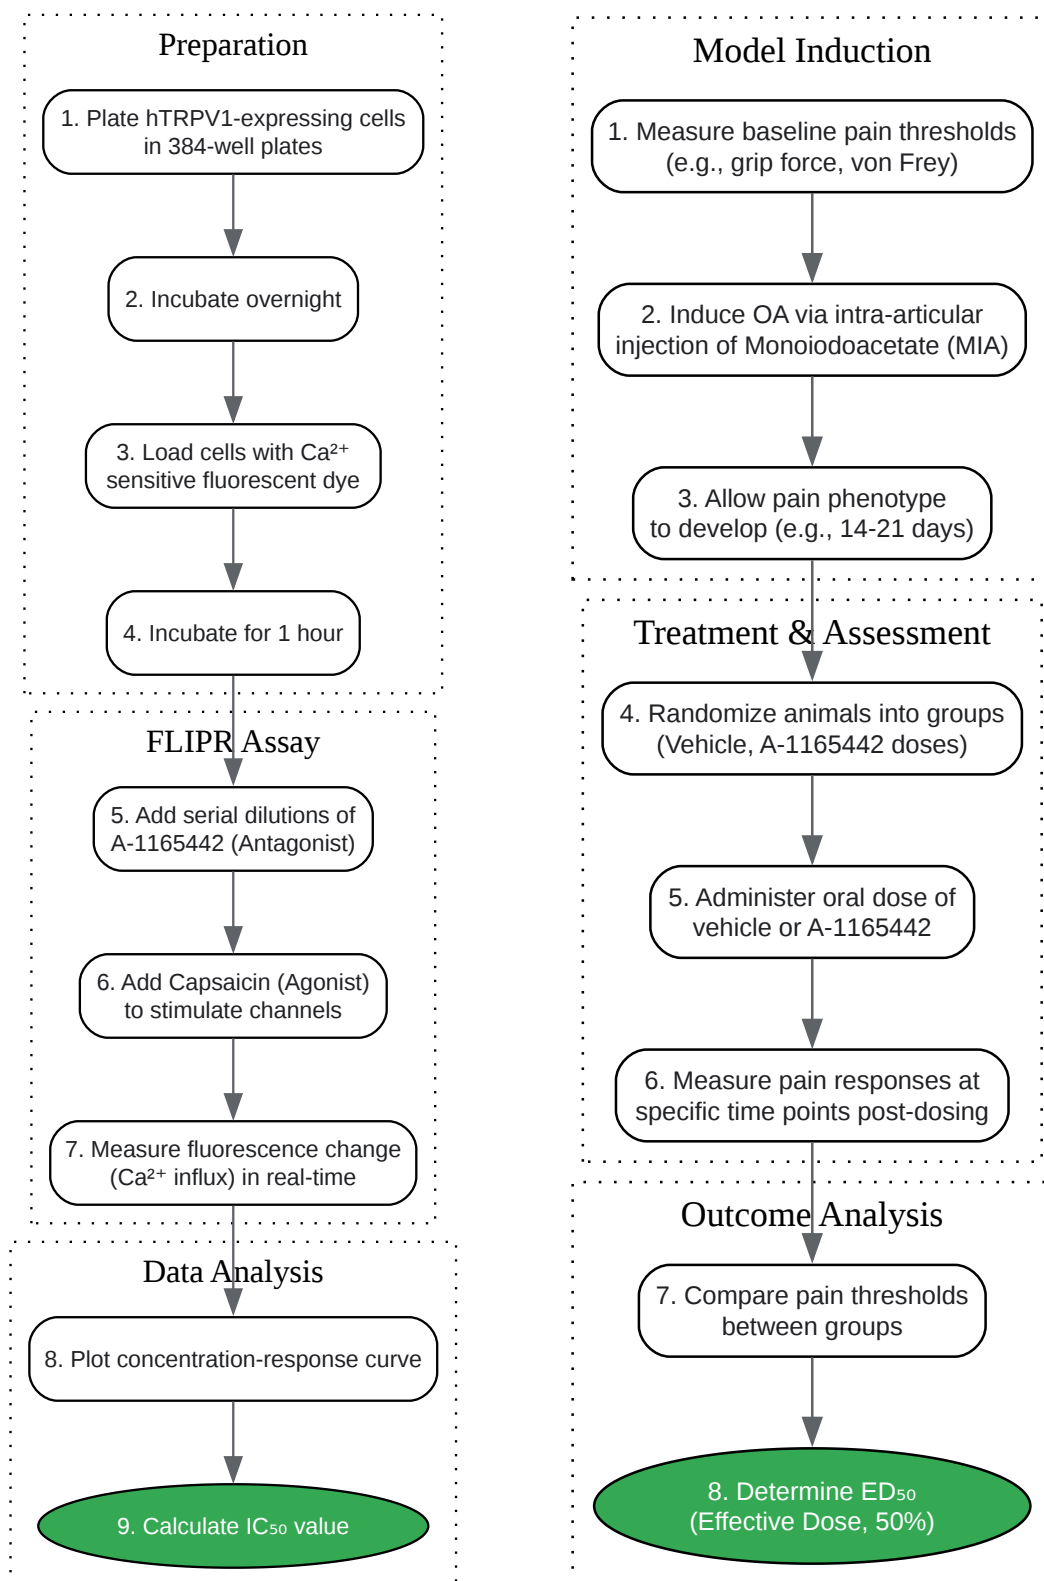 Preparation
1. Plate hTRPV1-expressing cells
in 384-well plates
2. Incubate overnight
3. Load cells with Ca²⁺
sensitive fluorescent dye
4. Incubate for 1 hour
FLIPR Assay
5. Add serial dilutions of
A-1165442 (Antagonist)
6. Add Capsaicin (Agonist)
to stimulate channels
7. Measure fluorescence change
(Ca²⁺ influx) in real-time
Data Analysis
8. Plot concentration-response curve
9. Calculate IC₅₀ value
Model Induction
1. Measure baseline pain thresholds
(e.g., grip force, von Frey)
2. Induce OA via intra-articular
injection of Monoiodoacetate (MIA)
3. Allow pain phenotype
to develop (e.g., 14-21 days)
Treatment & Assessment
4. Randomize animals into groups
(Vehicle, A-1165442 doses)
5. Administer oral dose of
vehicle or A-1165442
6. Measure pain responses at
specific time points post-dosing
Outcome Analysis
7. Compare pain thresholds
between groups
8. Determine ED₅₀
(Effective Dose, 50%)